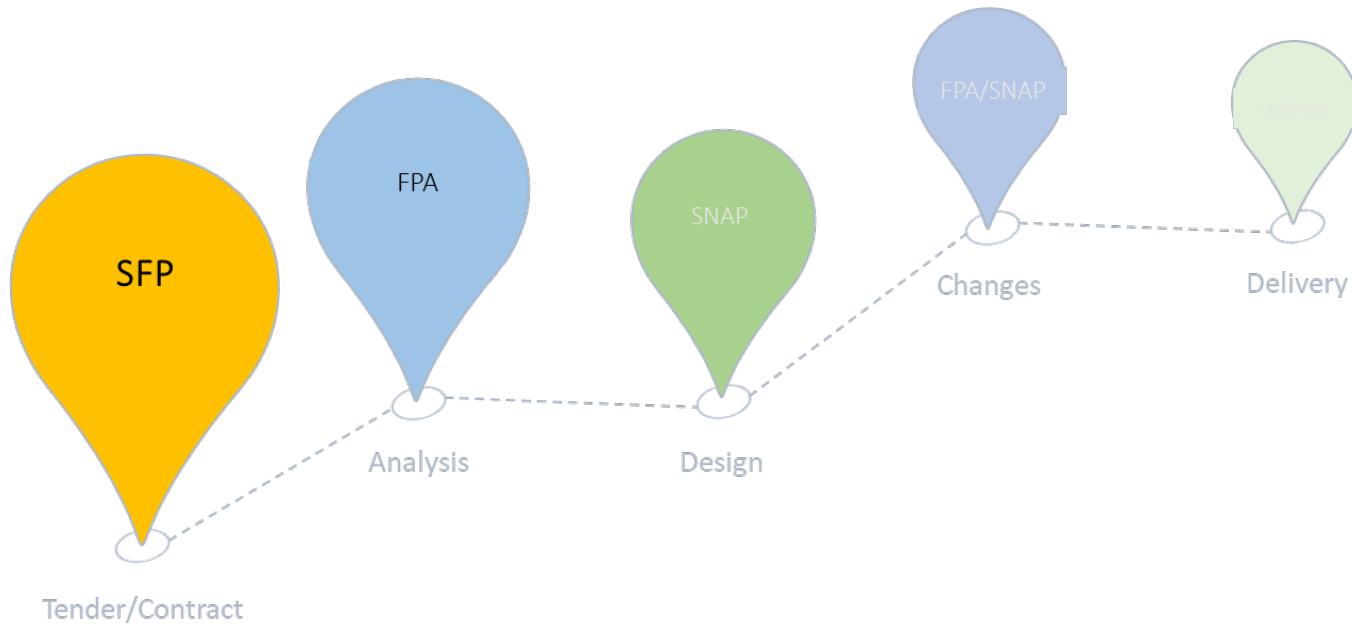 SFP
FPA
SNAP
FPA/SNAP
Tender/Contract
Analysis
Design
Changes
Delivery